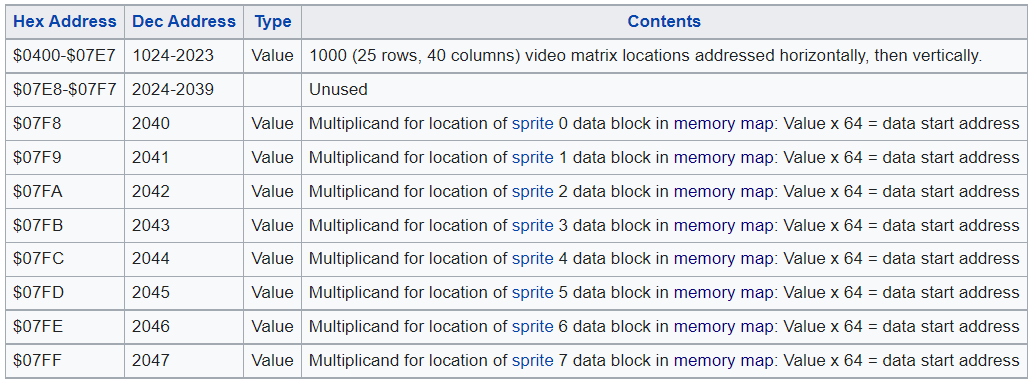 Hex Address Dec Address Type Contents
$0400-$07E7 1024-2023 Value 1000 (25 rows, 40 columns) video matrix locations addressed horizontally, then vertically.
$07E8-$07F7 2024-2039 Unused
$07F8 2040 Value Multiplicand for location of sprite 0 data block in memory map: Value x 64 = data start address
$07F9 2041 Value Multiplicand for location of sprite 1 data block in memory map: Value x 64 = data start address
$07FA 2042 Value Multiplicand for location of sprite 2 data block in memory map: Value x 64 = data start address
$07FB 2043 Value Multiplicand for location of sprite 3 data block in memory map: Value x 64 = data start address
$07FC 2044 Value Multiplicand for location of sprite 4 data block in memory map: Value x 64 = data start address
$07FD 2045 Value Multiplicand for location of sprite 5 data block in memory map: Value x 64 = data start address
$07FE 2046 Value Multiplicand for location of sprite 6 data block in memory map: Value x 64 = data start address
$07FF 2047 Value Multiplicand for location of sprite 7 data block in memory map: Value x 64 = data start address